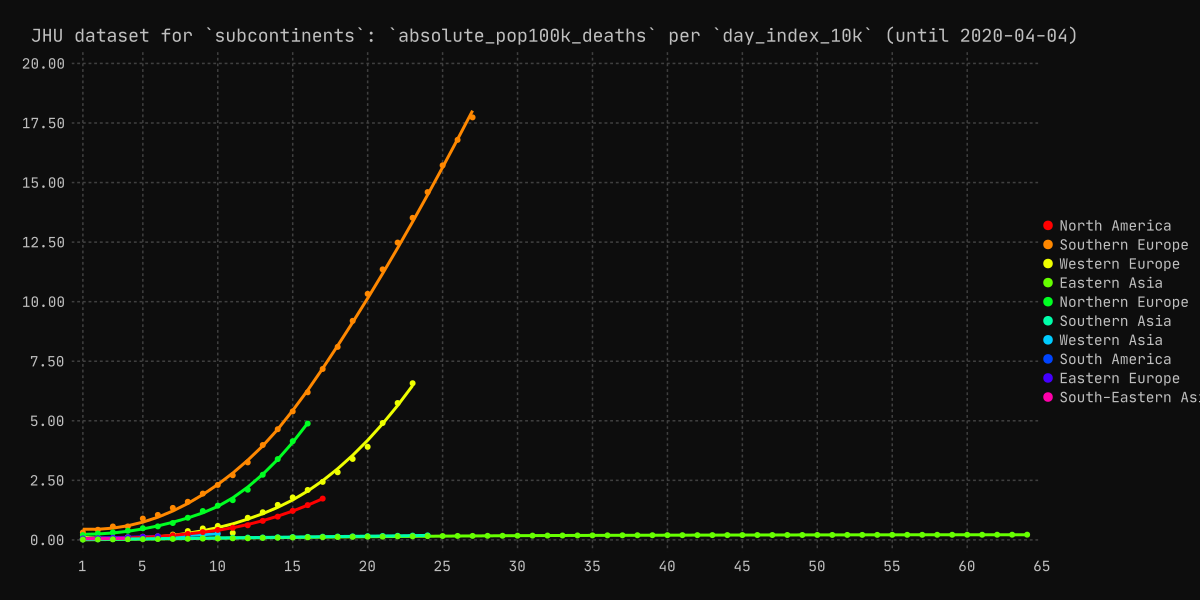 JHU dataset for `subcontinents`: `absolute_pop100k_deaths` per `day_index_10k` (until 2020-04-04)
20.00
17.50
15.00
12.50
10.00
7.50
5.00
2.50
0.00
1 5 10 15 20 25 30 35 40 45 50 55 60 65
North America
Southern Europe
Western Europe
Eastern Asia
Northern Europe
Southern Asia
Western Asia
South America
Eastern Europe
South-Eastern As